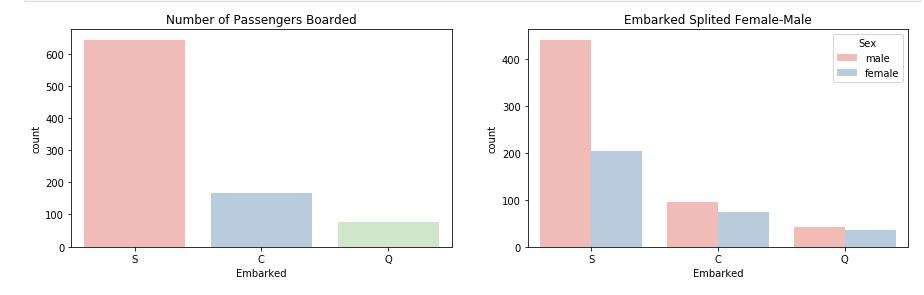 Number of Passengers Boarded
600
500
400
300
200
100
0
count
S C Q
Embarked
Embarked Splited Female-Male
400
300
200
100
0
count
Sex
male
female
S C Q
Embarked